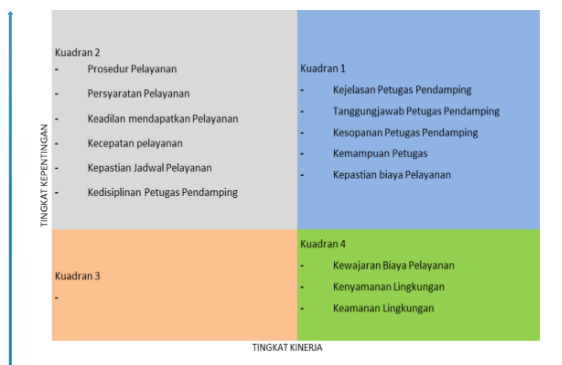 Kuadran 2
- Prosedur Pelayanan
- Persyaratan Pelayanan
- Keadilan mendapatkan Pelayanan
- Kecepatan pelayanan
- Kepastian Jadwal Pelayanan
- Kedisiplinan Petugas Pendamping
Kuadran 1
- Kejelasan Petugas Pendamping
- Tanggungjawab Petugas Pendamping
- Kesopanan Petugas Pendamping
- Kemampuan Petugas
- Kepastian biaya Pelayanan
TINGKAT KEPENTINGAN
Kuadran 3
-
Kuadran 4
- Kewajaran Biaya Pelayanan
- Kenyamanan Lingkungan
- Keamanan Lingkungan
TINGKAT KINERJA